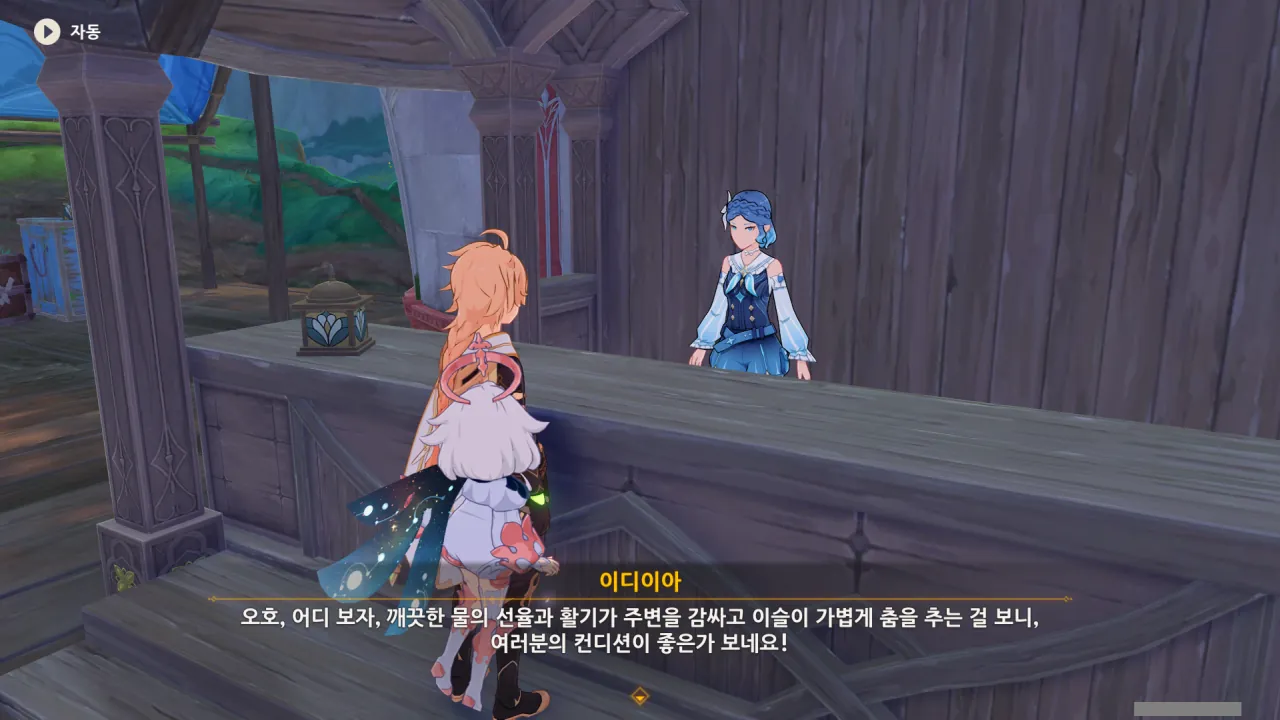 자동
이디이아
오호, 어디 보자, 깨끗한 물의 선율과 활기가 주변을 감싸고 이슬이 가볍게 춤을 추는 걸 보니,
여러분의 컨디션이 좋은가 보네요!